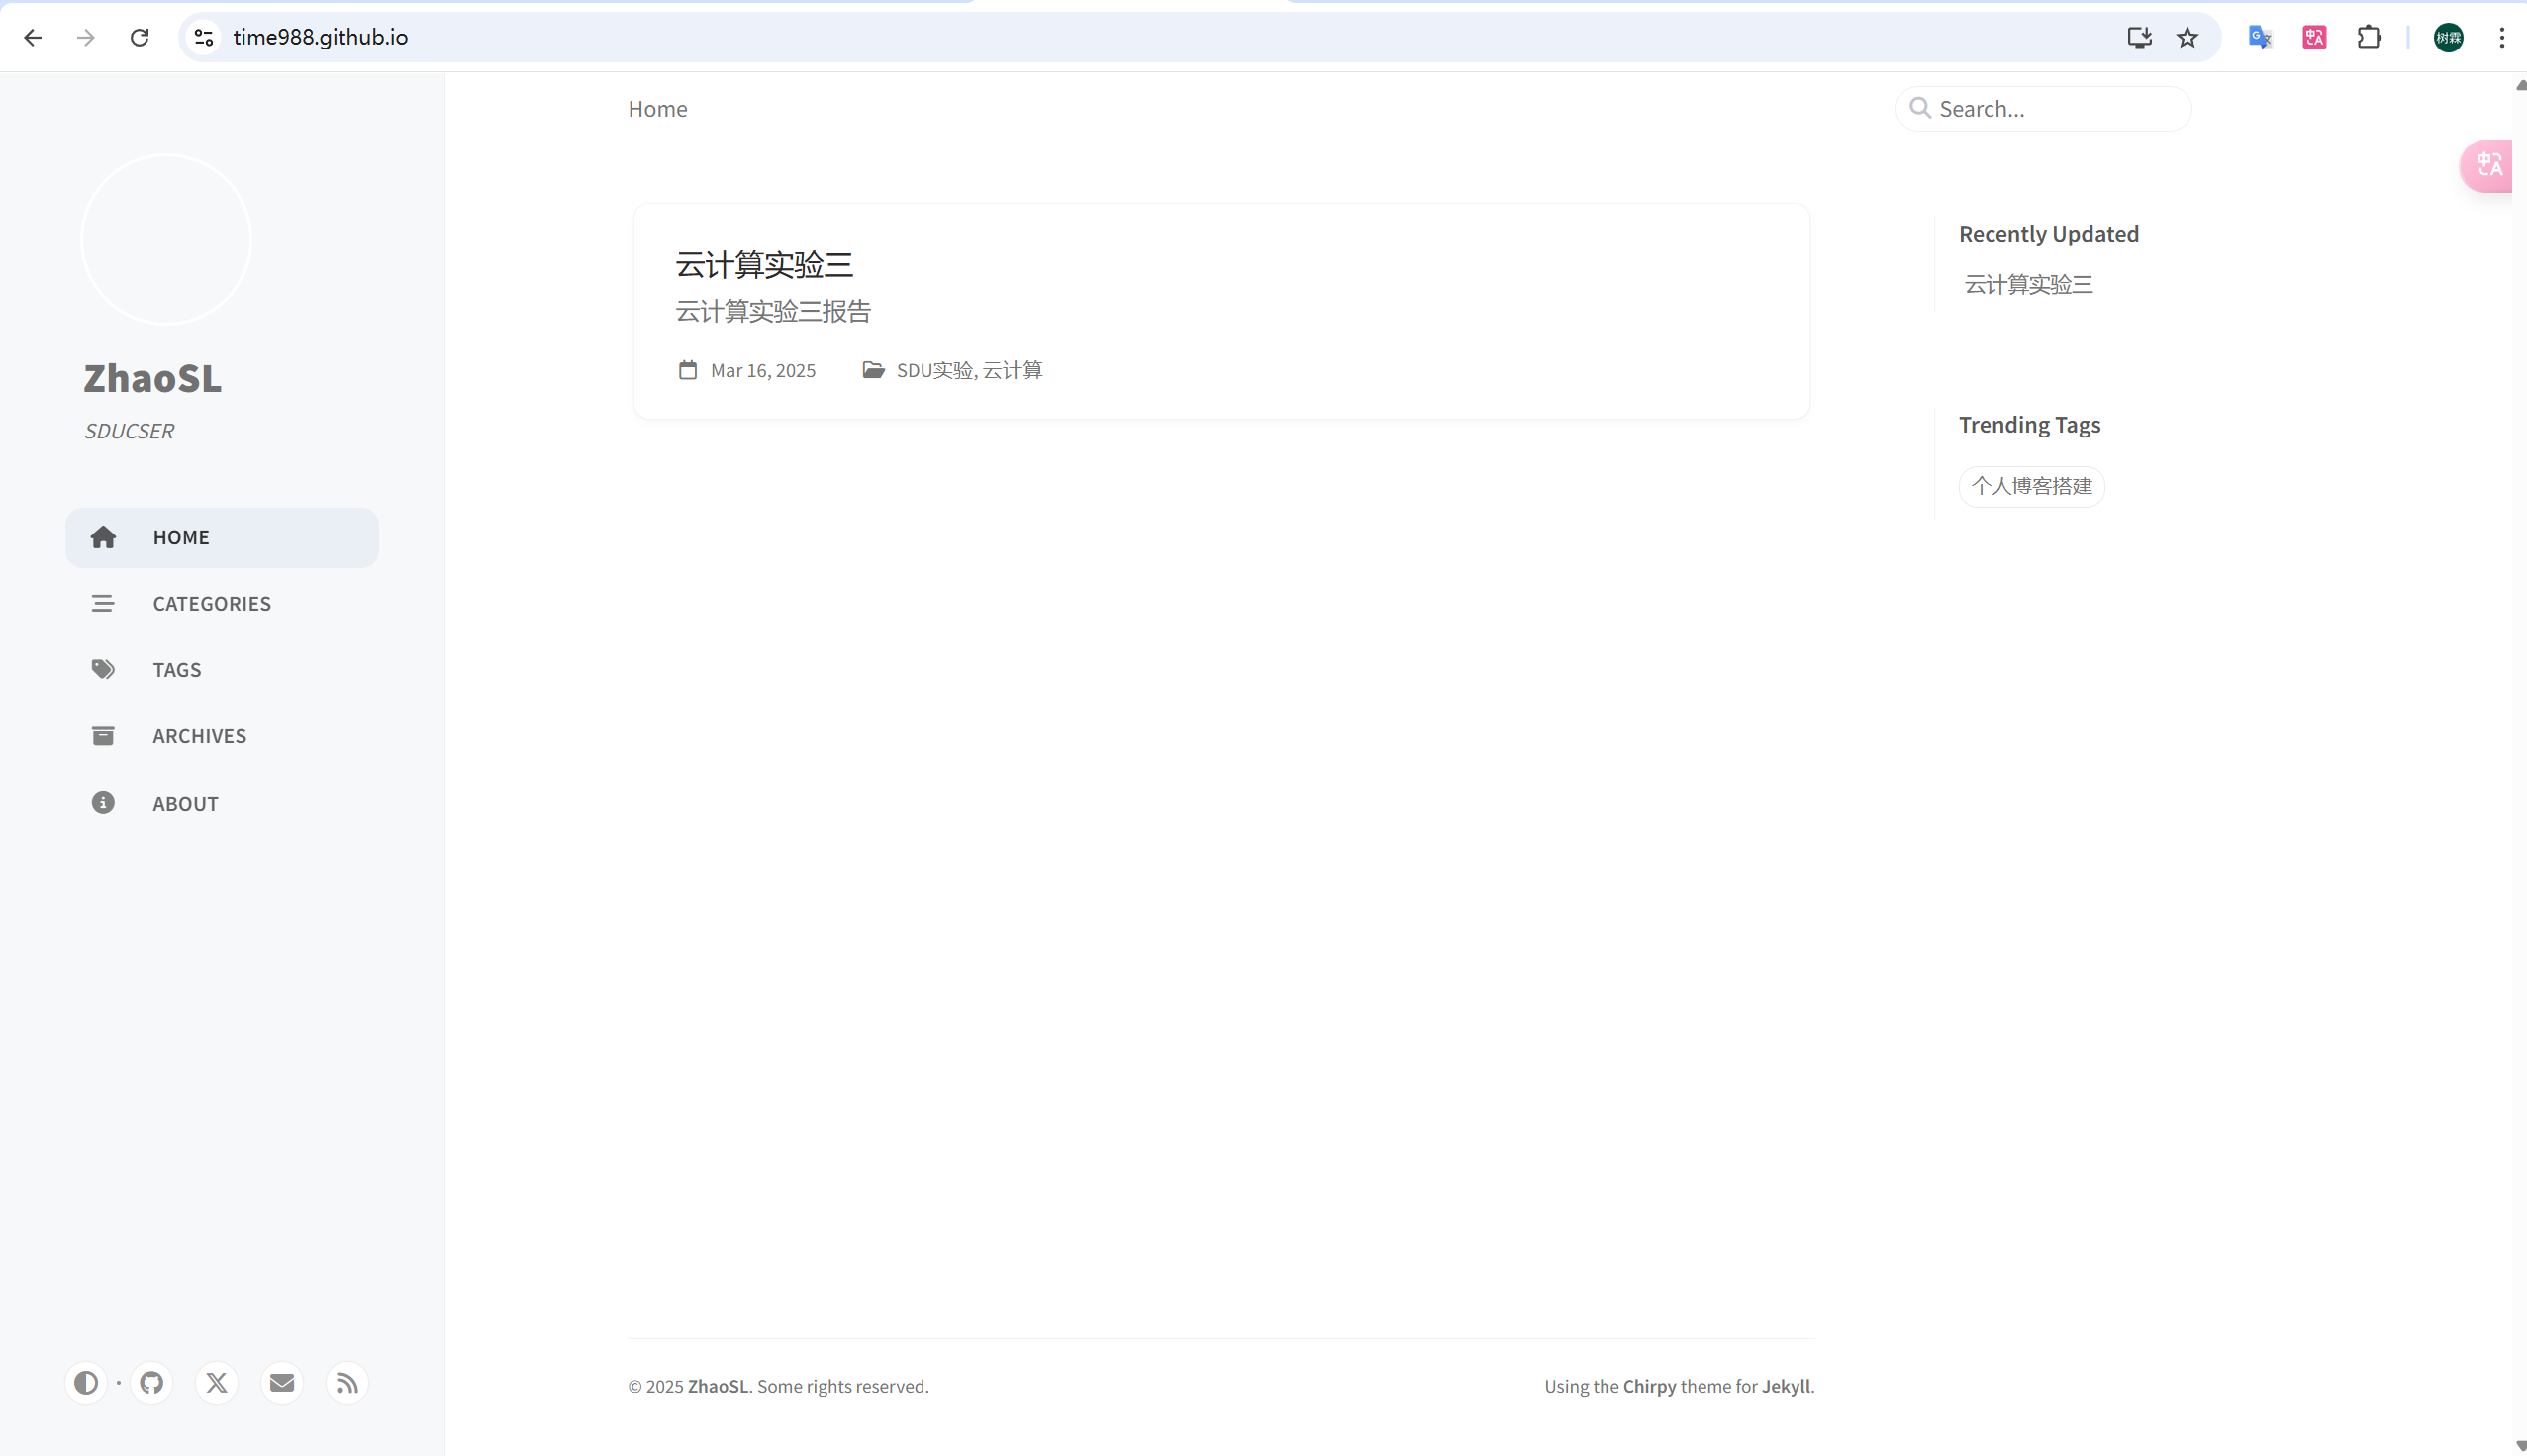 time988.github.io
树霖
Home
Search...
ZhaoSL
SDUCSER
HOME
CATEGORIES
TAGS
ARCHIVES
ABOUT
云计算实验三
云计算实验三报告
Mar 16, 2025
SDU实验, 云计算
Recently Updated
云计算实验三
Trending Tags
个人博客搭建
© 2025 ZhaoSL. Some rights reserved.
Using the Chirpy theme for Jekyll.